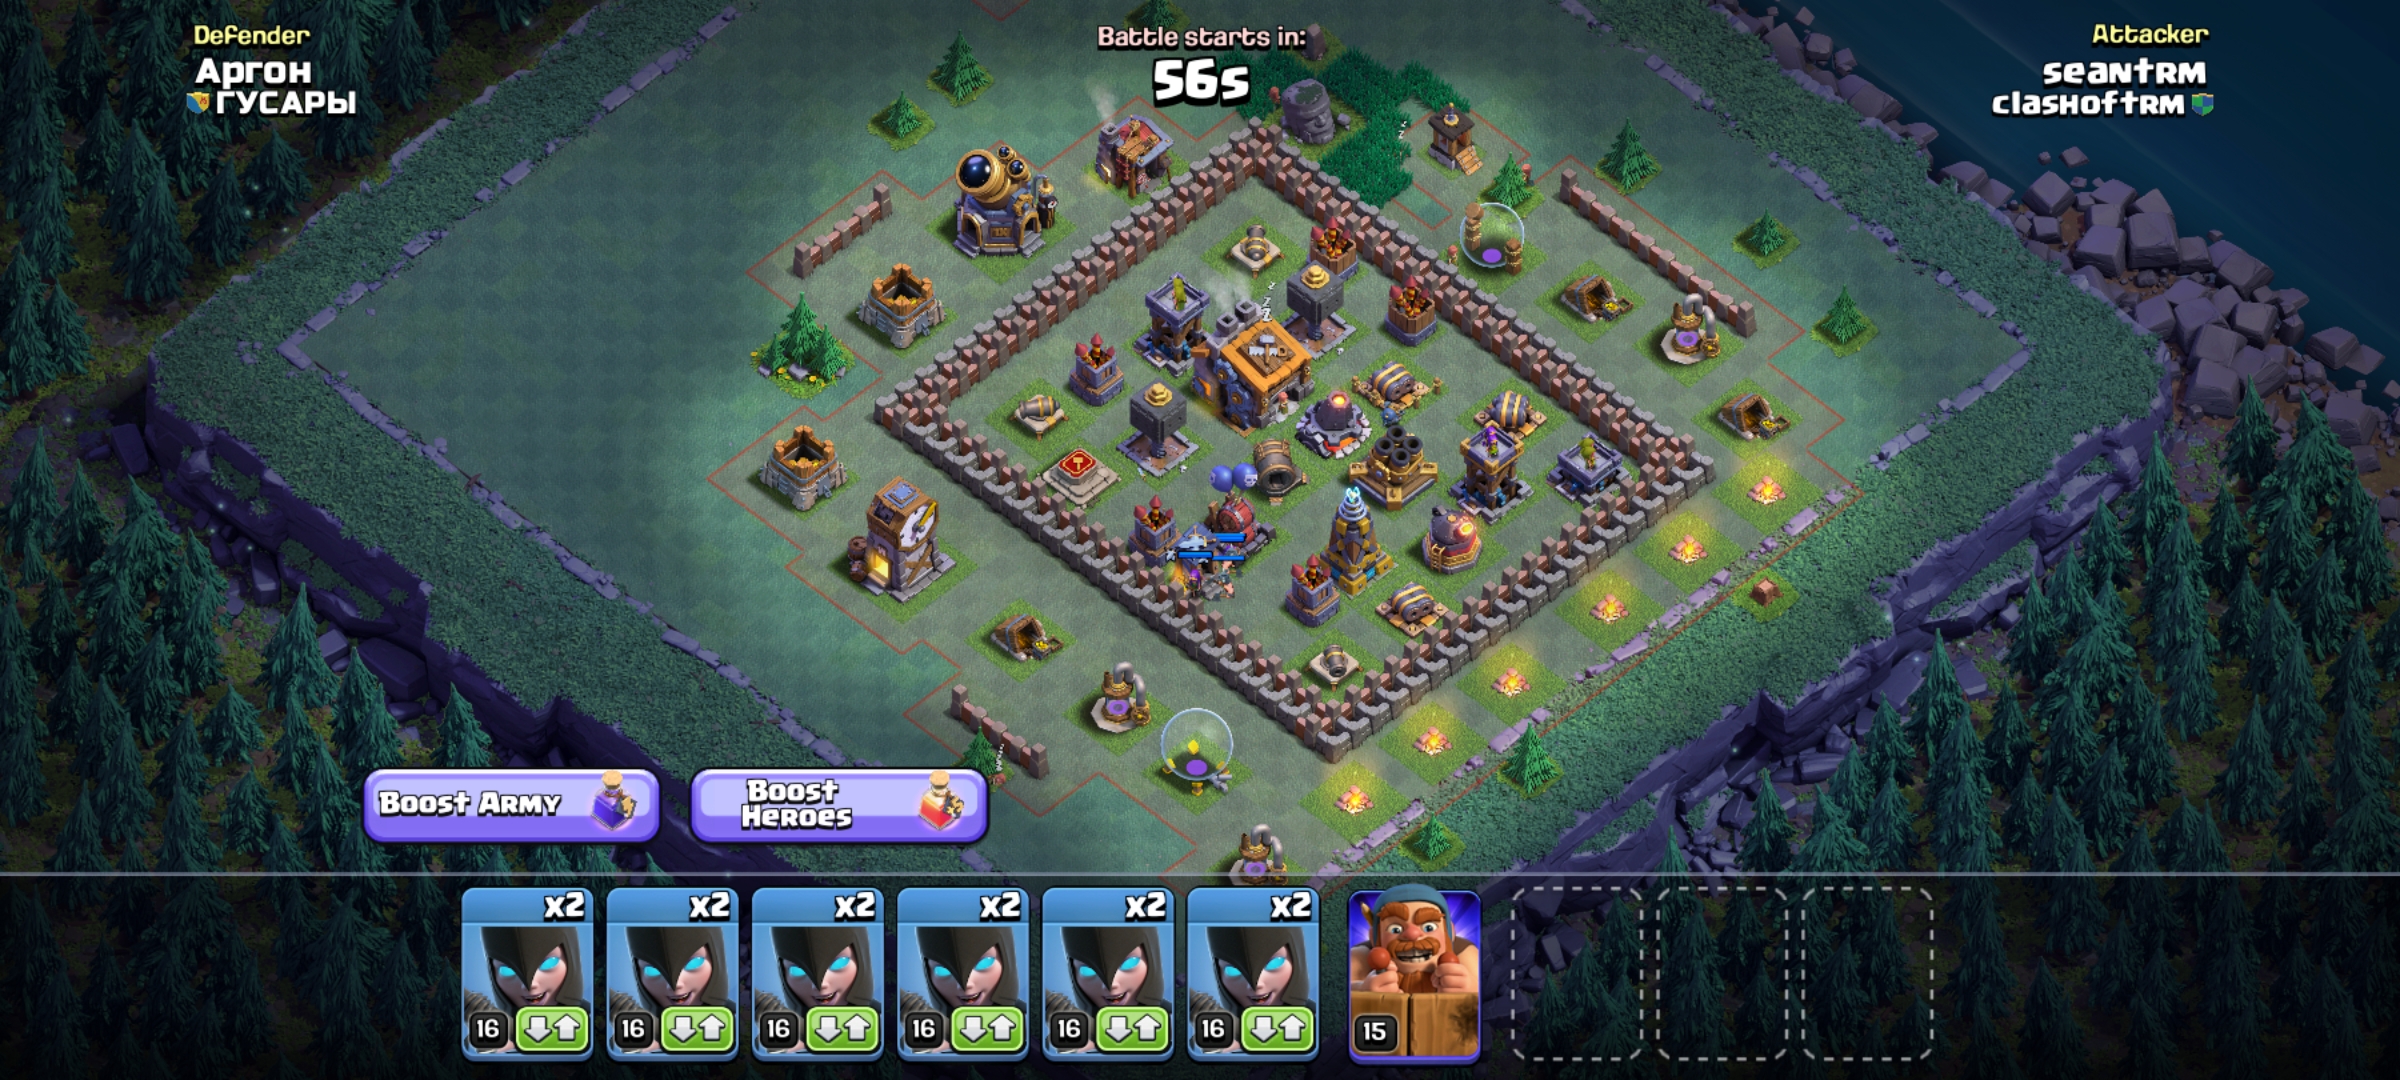 Defender
Аргон
ГУСАРЫ
Battle starts in:
56s
Attacker
seantRM
clashoftRM
Boost Army
Boost
Heroes
x2
x2
x2
x2
x2
x2
16
16
16
16
16
16
15